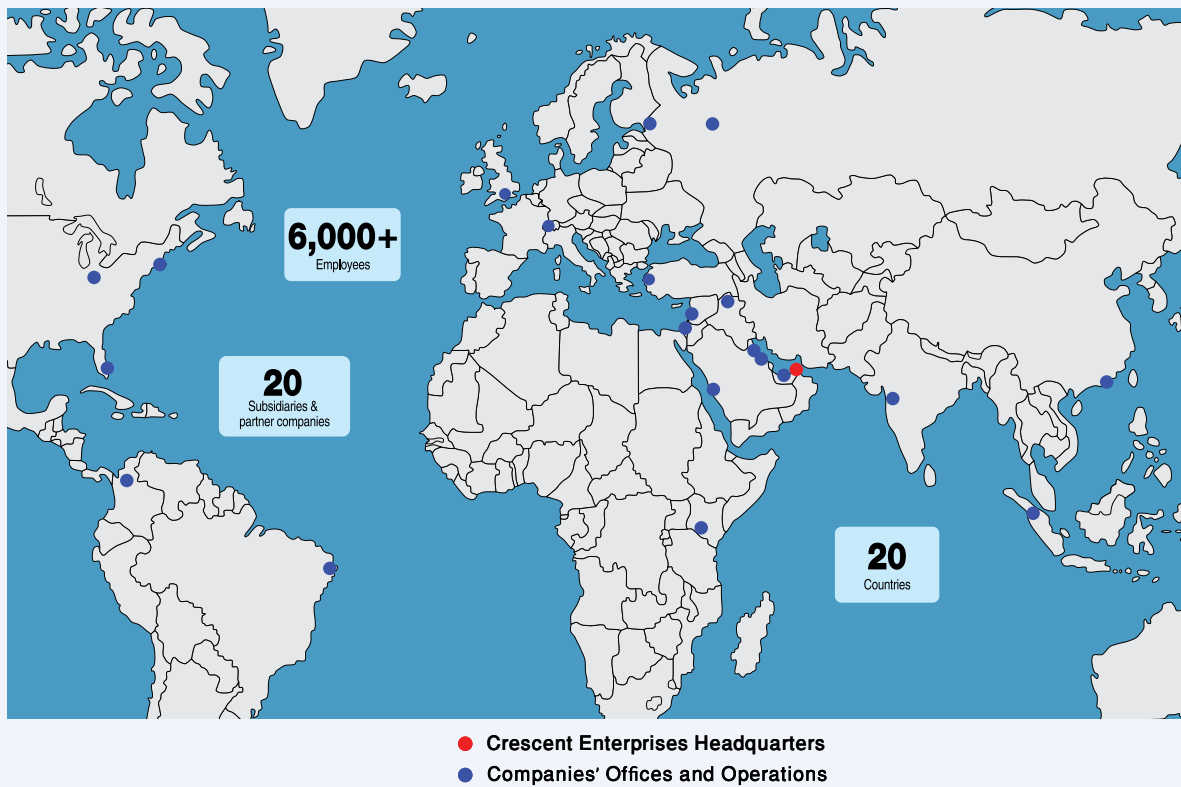 6,000+
Employees
20
Subsidiaries &
partner companies
20
Countries
Crescent Enterprises Headquarters
Companies' Offices and Operations